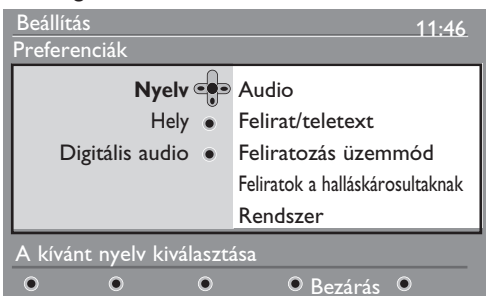 Beállítás 11:46
Preferenciák
Nyelv Audio
Hely Felirat/teletext
Digitális audio Feliratozás üzemmód
Feliratok a halláskárosultaknak
Rendszer
A kívánt nyelv kiválasztása
Bezárás